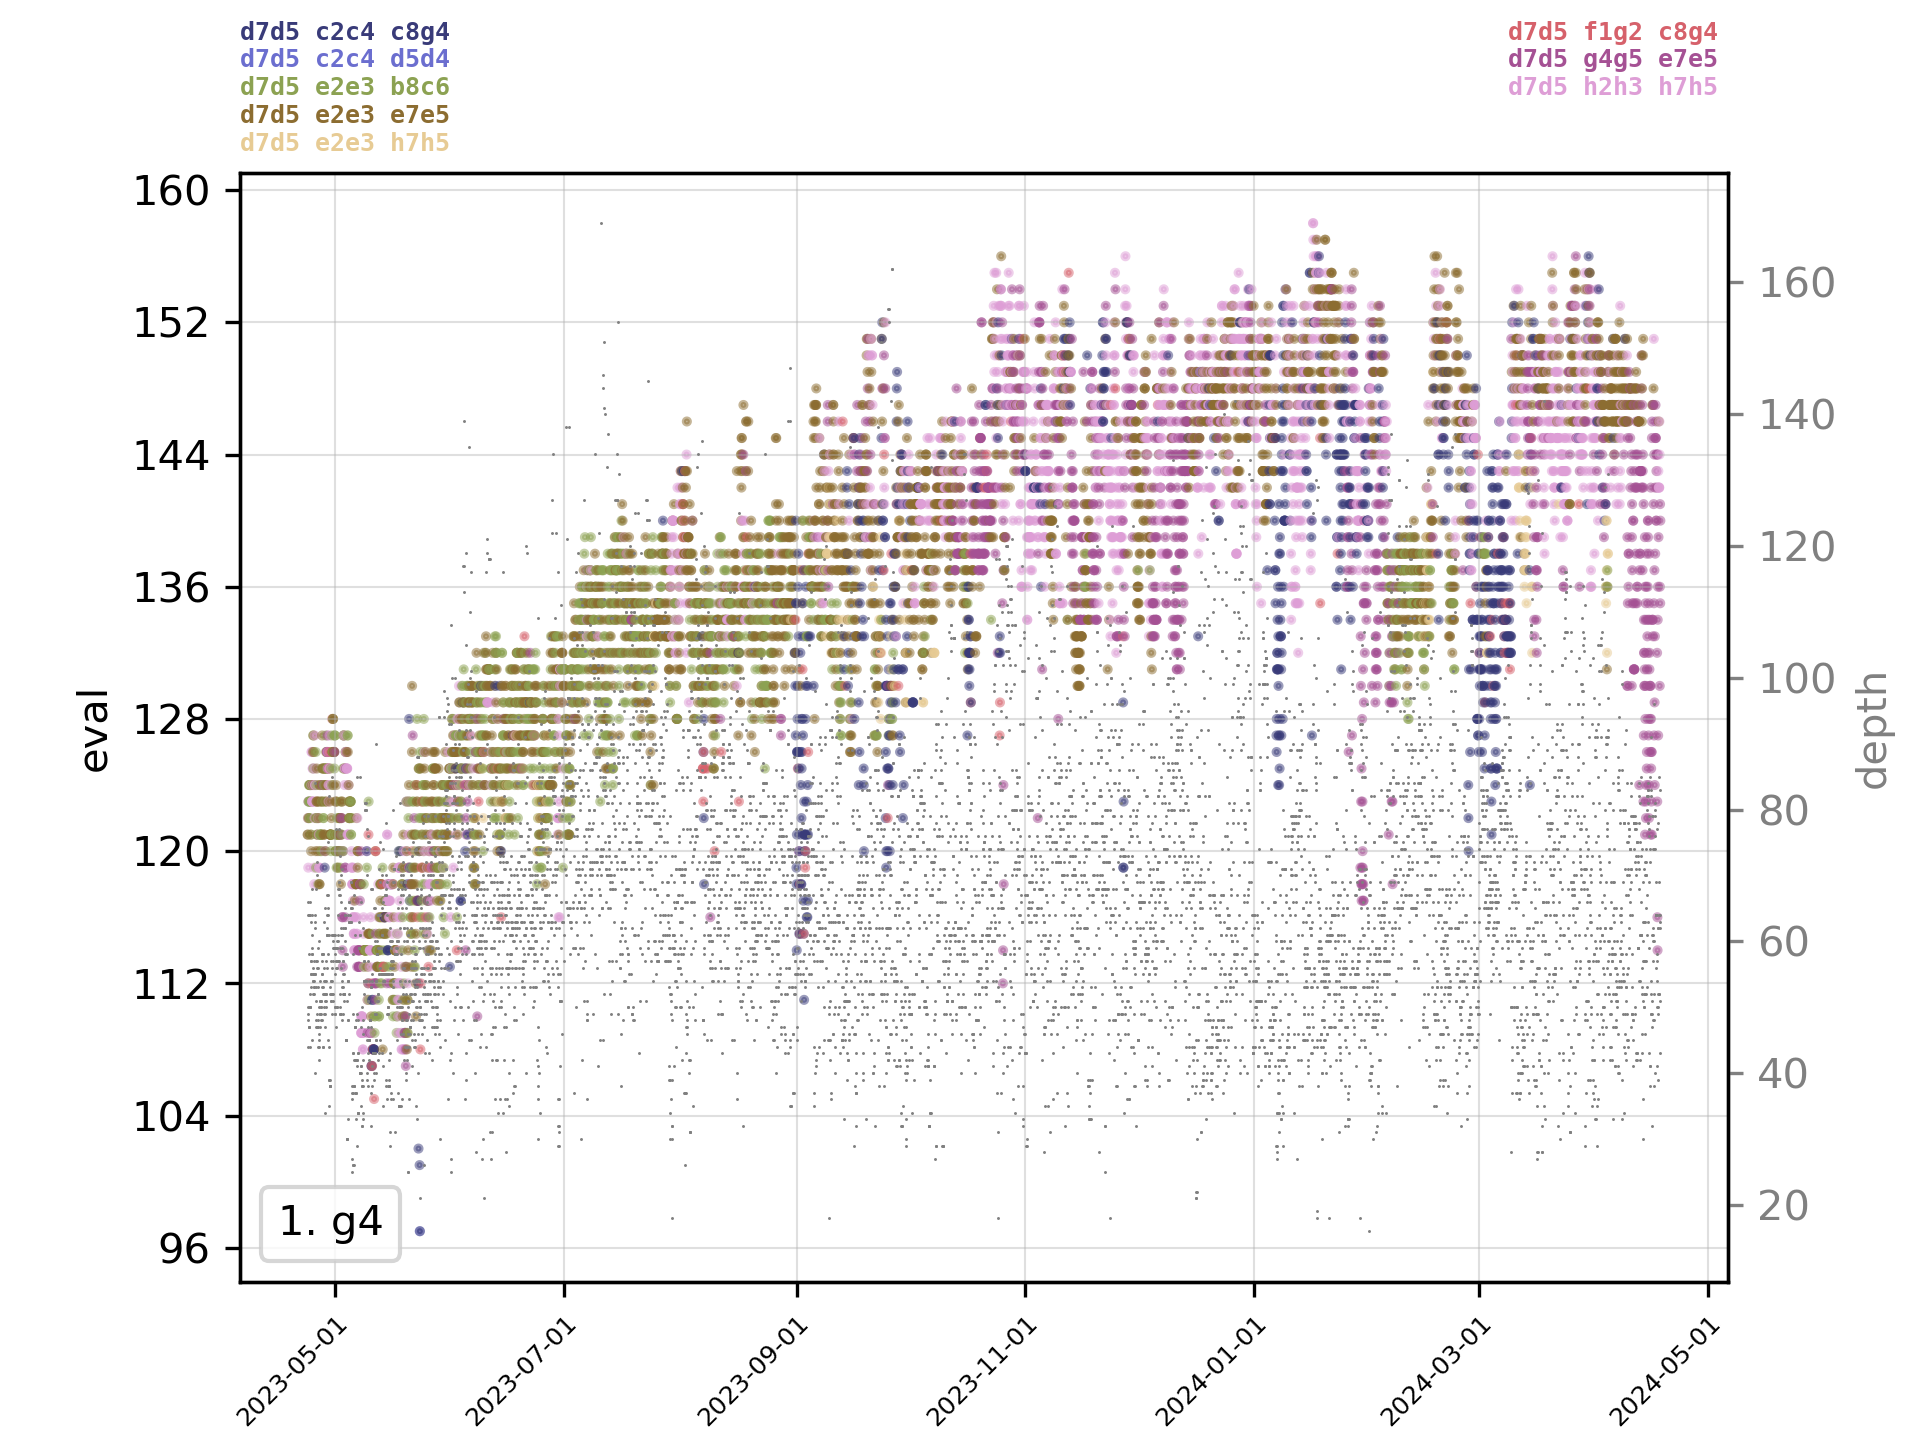 d7d5 c2c4 c8g4
d7d5 c2c4 d5d4
d7d5 e2e3 b8c6
d7d5 e2e3 e7e5
d7d5 e2e3 h7h5
d7d5 f1g2 c8g4
d7d5 g4g5 e7e5
d7d5 h2h3 h7h5
160
152
144
136
128
120
112
104
96
eval
160
140
120
100
80
60
40
20
depth
1. g4
2023-05-01
2023-07-01
2023-09-01
2023-11-01
2024-01-01
2024-03-01
2024-05-01